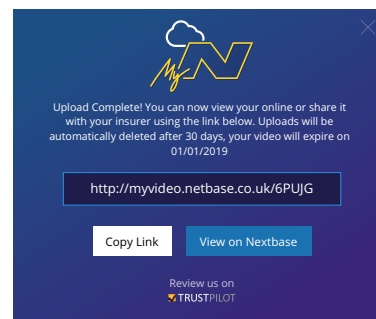 My N
Upload Complete! You can now view your online or share it
with your insurer using the link below. Uploads will be
automatically deleted after 30 days, your video will expire on
01/01/2019
http://myvideo.netbase.co.uk/6PUJG
Copy Link
View on Nextbase
Review us on
TRUSTPILOT